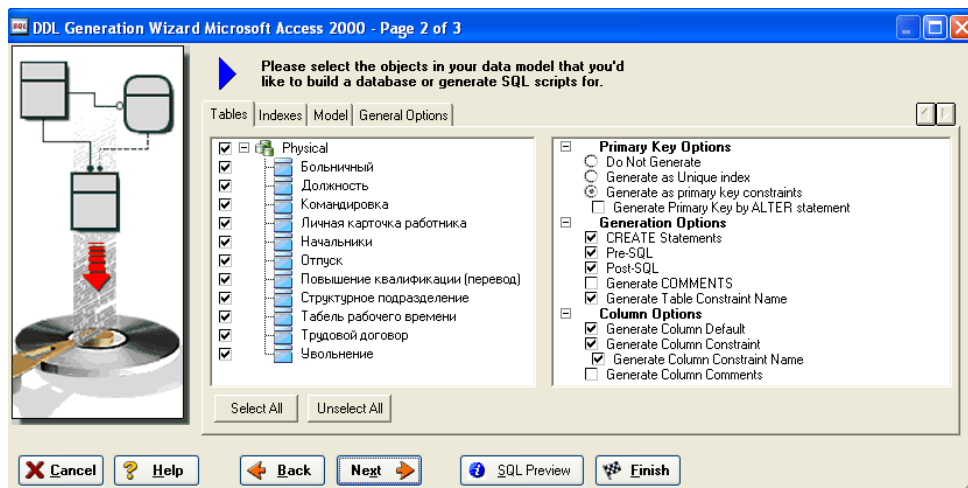 DDL Generation Wizard Microsoft Access 2000 - Page 2 of 3
Please select the objects in your data model that you'd
like to build a database or generate SQL scripts for.
Tables Indexes Model General Options
Physical
Больничный
Должность
Командировка
Личная карточка работника
Начальники
Отпуск
Повышение квалификации (перевод)
Структурное подразделение
Табель рабочего времени
Трудовой договор
Увольнение
Primary Key Options
Do Not Generate
Generate as Unique index
Generate as primary key constraints
Generate Primary Key by ALTER statement
Generation Options
CREATE Statements
Pre-SQL
Post-SQL
Generate COMMENTS
Generate Table Constraint Name
Column Options
Generate Column Default
Generate Column Constraint
Generate Column Constraint Name
Generate Column Comments
Select All Unselect All
Cancel Help Back Next SQL Preview Finish